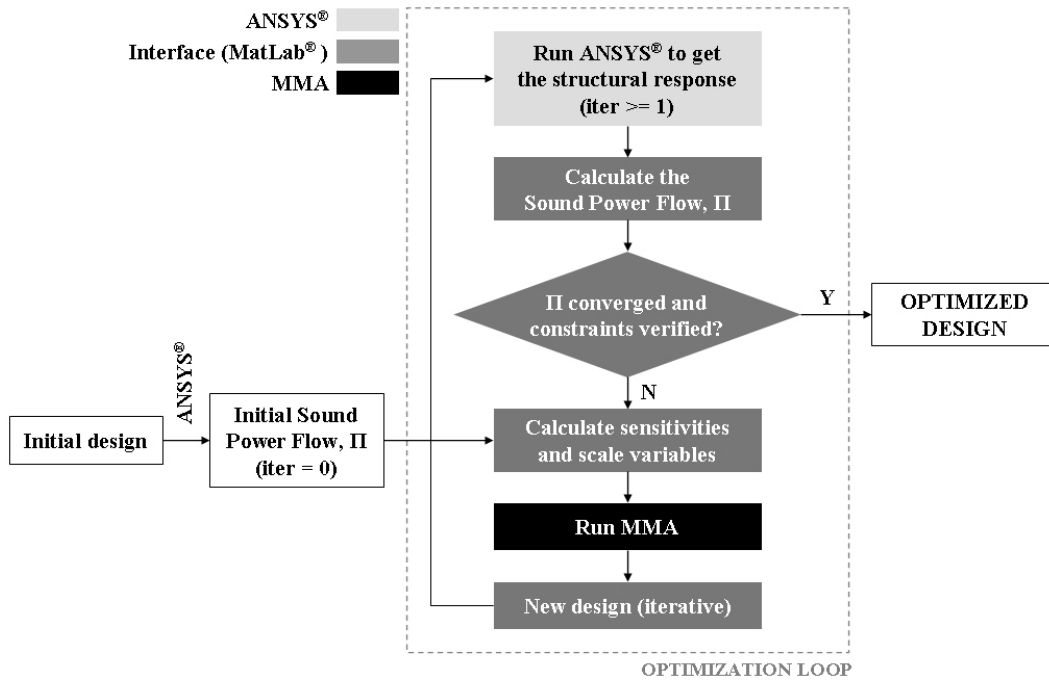 ANSYS®
Interface (MatLab® )
MMA
Run ANSYS® to get
the structural response
(iter >= 1)
Calculate the
Sound Power Flow, Π
Π converged and
constraints verified?
Y
OPTIMIZED
DESIGN
N
ANSYS®
Initial design
Initial Sound
Power Flow, Π
(iter = 0)
Calculate sensitivities
and scale variables
Run MMA
New design (iterative)
OPTIMIZATION LOOP